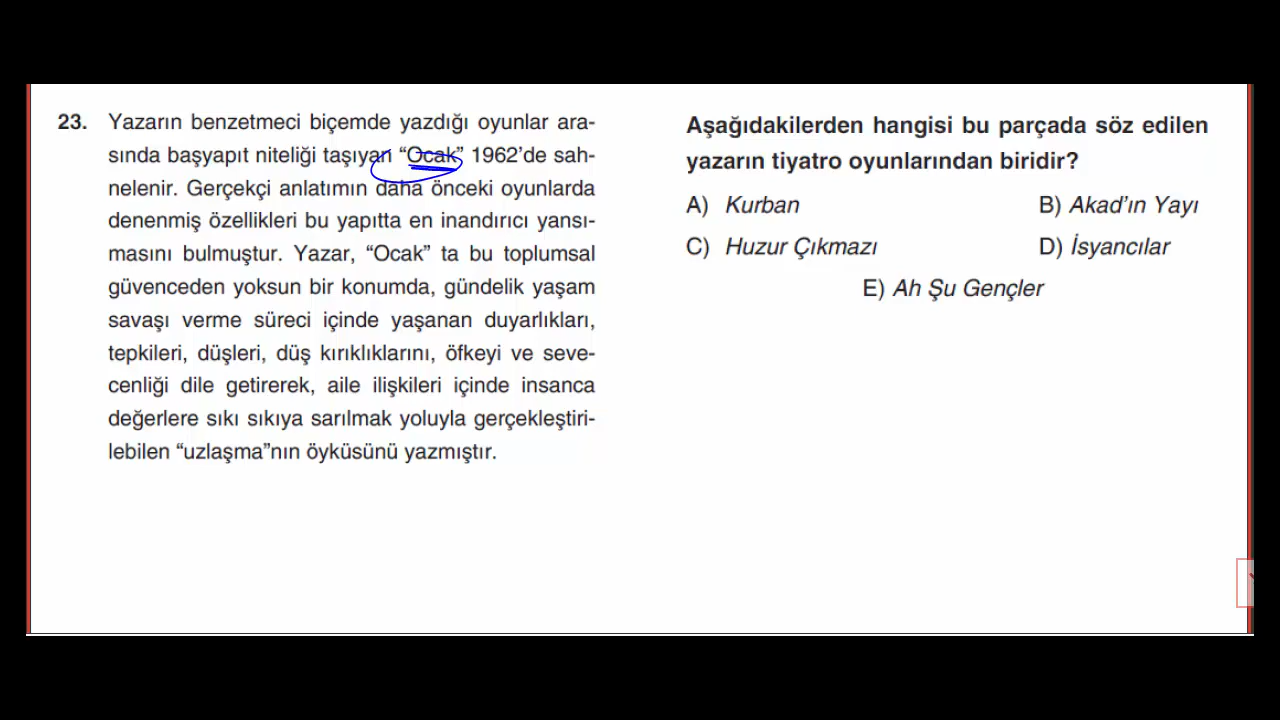 23. Yazarın benzetmeci biçemde yazdığı oyunlar ara-
sında başyapıt niteliği taşıyan “Ocak” 1962’de sah-
nelenir. Gerçekçi anlatımın daha önceki oyunlarda
denenmiş özellikleri bu yapıtta en inandırıcı yansı-
masını bulmuştur. Yazar, “Ocak” ta bu toplumsal
güvenceden yoksun bir konumda, gündelik yaşam
savaşı verme süreci içinde yaşanan duyarlıkları,
tepkileri, düşleri, düş kırıklıklarını, öfkeyi ve seve-
cenliği dile getirerek, aile ilişkileri içinde insanca
değerlere sıkı sıkıya sarılmak yoluyla gerçekleştiri-
lebilen “uzlaşma”nın öyküsünü yazmıştır.
Aşağıdakilerden hangisi bu parçada söz edilen
yazarın tiyatro oyunlarından biridir?
A) Kurban B) Akad’ın Yayı
C) Huzur Çıkmazı D) İsyancılar
E) Ah Şu Gençler